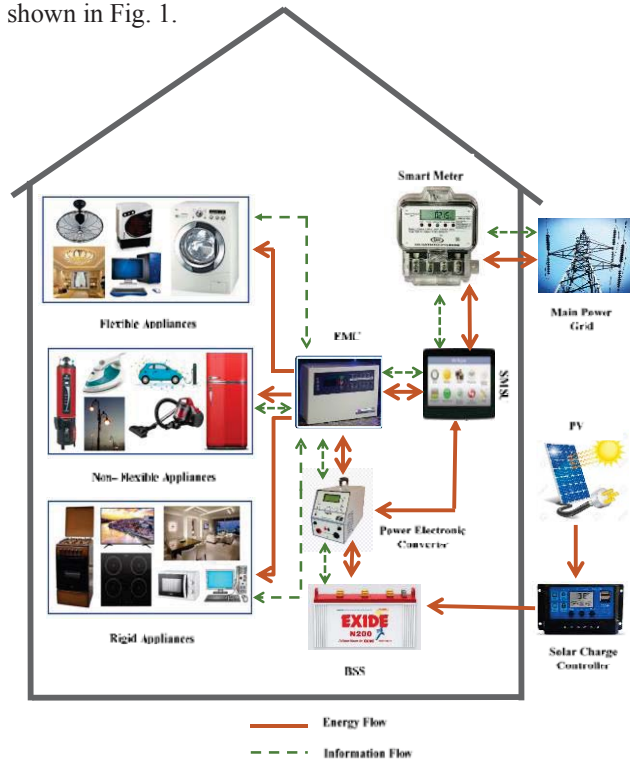 shown in Fig. 1.
Smart Meter
Flexible Appliances
Main Power
Grid
EMC
SMSL
PV
Non– Flexible Appliances
Power Electronic
Converter
EXIDE
N200
Rigid Appliances
BSS
Solar Charge
Controller
Energy Flow
Information Flow